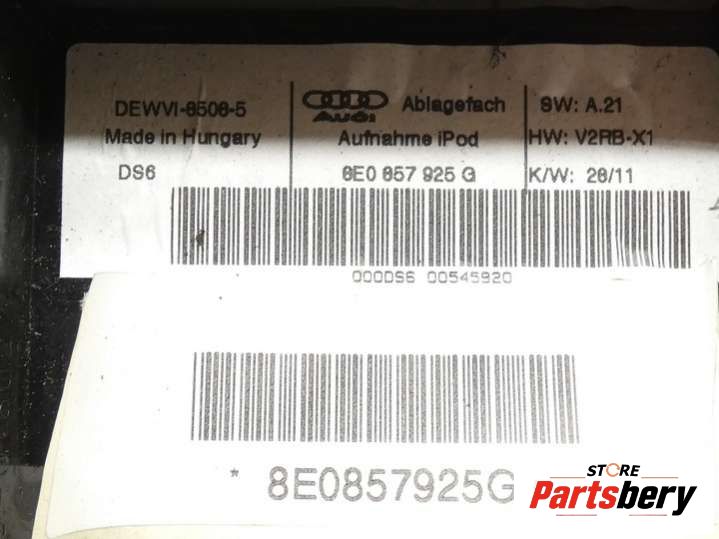 DEWVI-6506-5
Made in Hungary
DS6
AUDI Ablagefach
Aufnahme iPod
8E0 857 925 G
SW: A.21
HW: V2RB-X1
K/W: 28/11
000DS6 00545920
* 8E0857925G
STORE
Partsbery